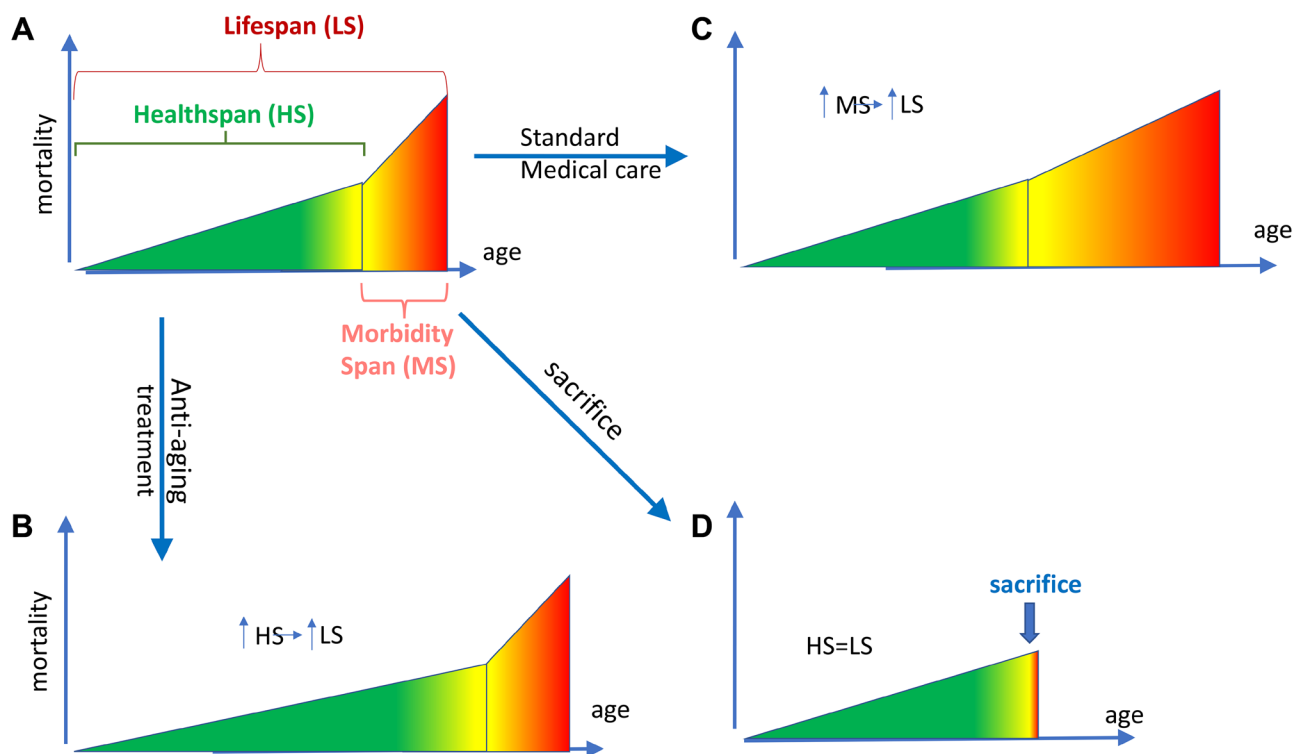 A
Lifespan (LS)
Healthspan (HS)
mortality
age
Morbidity
Span (MS)
Standard
Medical care
C
↑ MS→ ↑ LS
age
Anti-aging
treatment
sacrifice
B
mortality
↑ HS→ ↑ LS
age
D
sacrifice
HS=LS
age